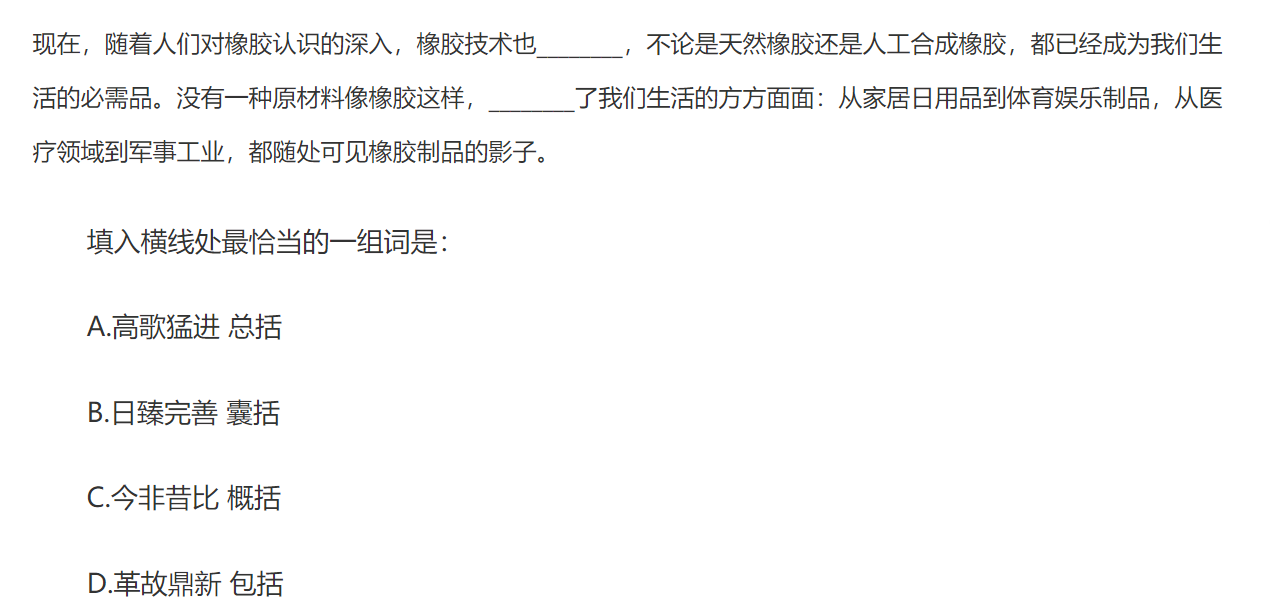 现在，随着人们对橡胶认识的深入，橡胶技术也_______，不论是天然橡胶还是人工合成橡胶，都已经成为我们生
活的必需品。没有一种原材料像橡胶这样，_______了我们生活的方方面面：从家居日用品到体育娱乐制品，从医
疗领域到军事工业，都随处可见橡胶制品的影子。
填入横线处最恰当的一组词是：
A.高歌猛进 总括
B.日臻完善 囊括
C.今非昔比 概括
D.革故鼎新 包括